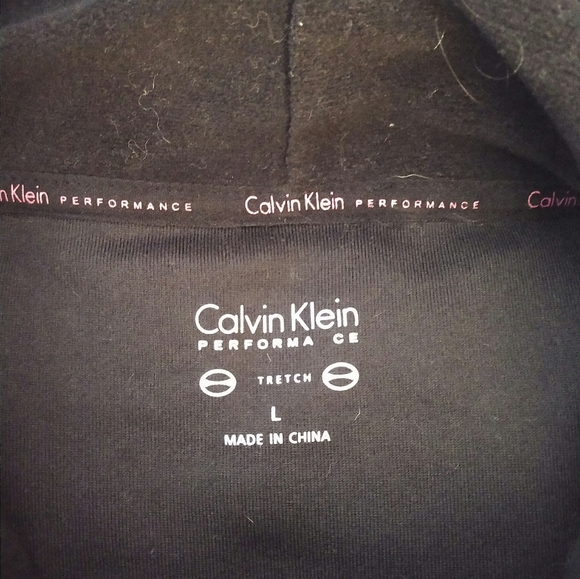 n Klein PERFORMANCE Calvin Klein PERFORMANCE Calvin
Calvin Klein
PERFORMA CE
TRETCH
L
MADE IN CHINA